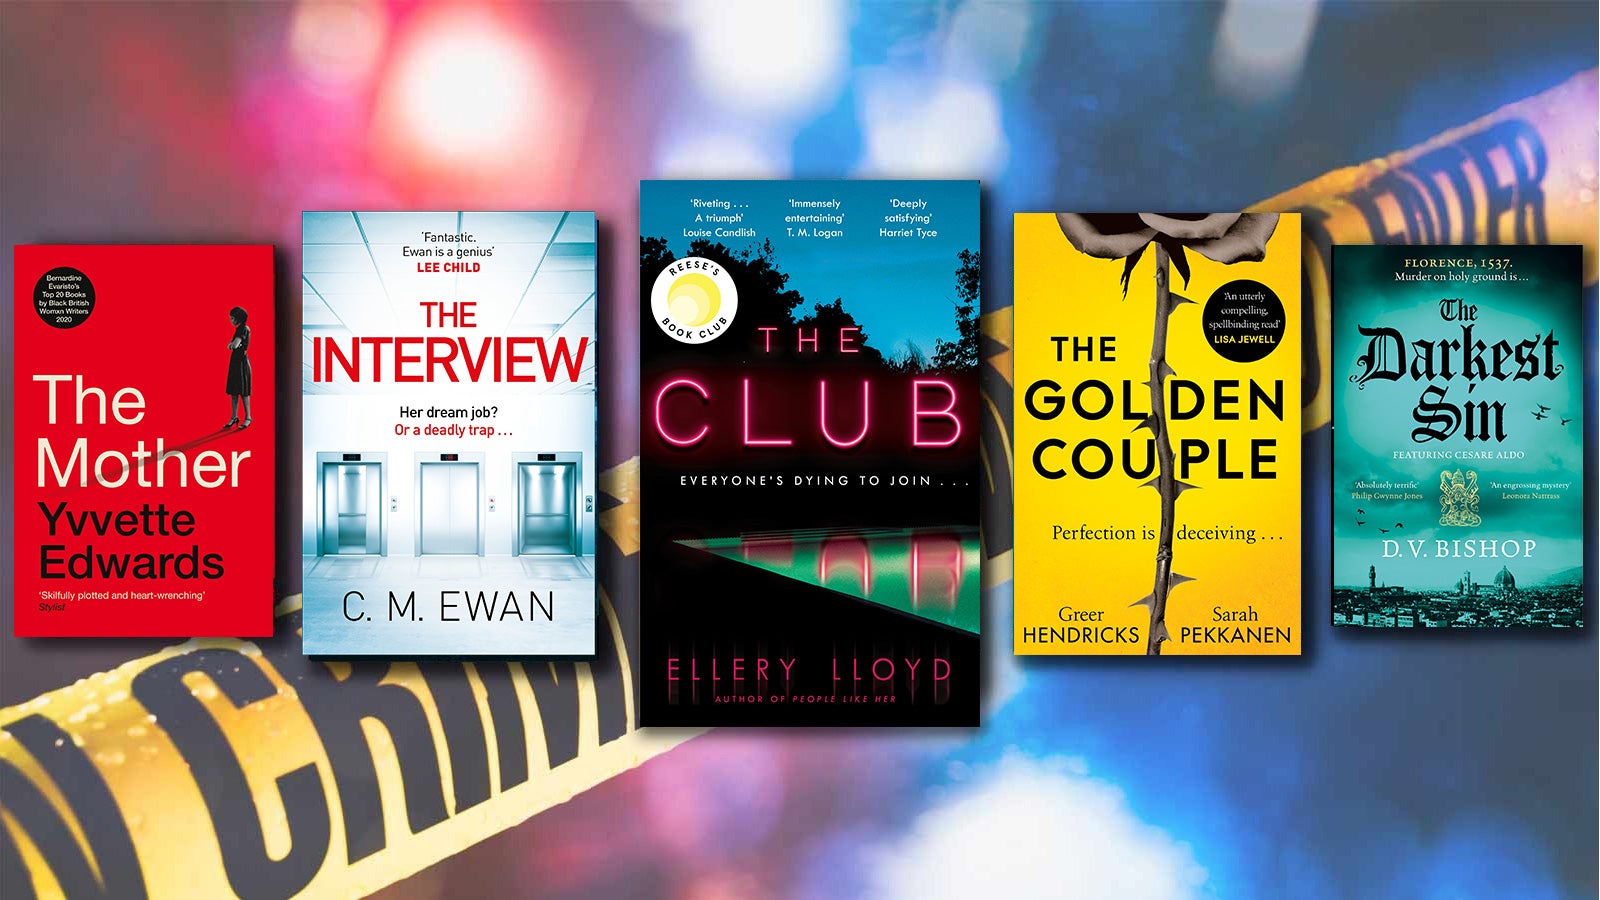 Bernardine
Evaristo's
Top 20 Books
by Black British
Womxn Writers
2020
The
Mother
Yvvette
Edwards
'Skilfully plotted and heart-wrenching'
Stylist
'Fantastic.
Ewan is a genius'
LEE CHILD
THE
INTERVIEW
Her dream job?
Or a deadly trap . . .
C. M. EWAN
'Riveting . . .
A triumph'
Louise Candlish
'Immensely
entertaining'
T. M. Logan
'Deeply
satisfying'
Harriet Tyce
REESE'S
BOOK CLUB
THE
CLUB
EVERYONE'S DYING TO JOIN . . .
ELLERY LLOYD
AUTHOR OF PEOPLE LIKE HER
'An utterly
compelling,
spellbinding read'
LISA JEWELL
THE
GOLDEN
COUPLE
Perfection is deceiving . . .
Greer
HENDRICKS
Sarah
PEKKANEN
FLORENCE, 1537.
Murder on holy ground is...
The
Darkest
Sin
FEATURING CESARE ALDO
'Absolutely terrific'
Philip Gwynne Jones
'An engrossing mystery'
Leonora Nattrass
D. V. BISHOP
N CRIM
ENTER